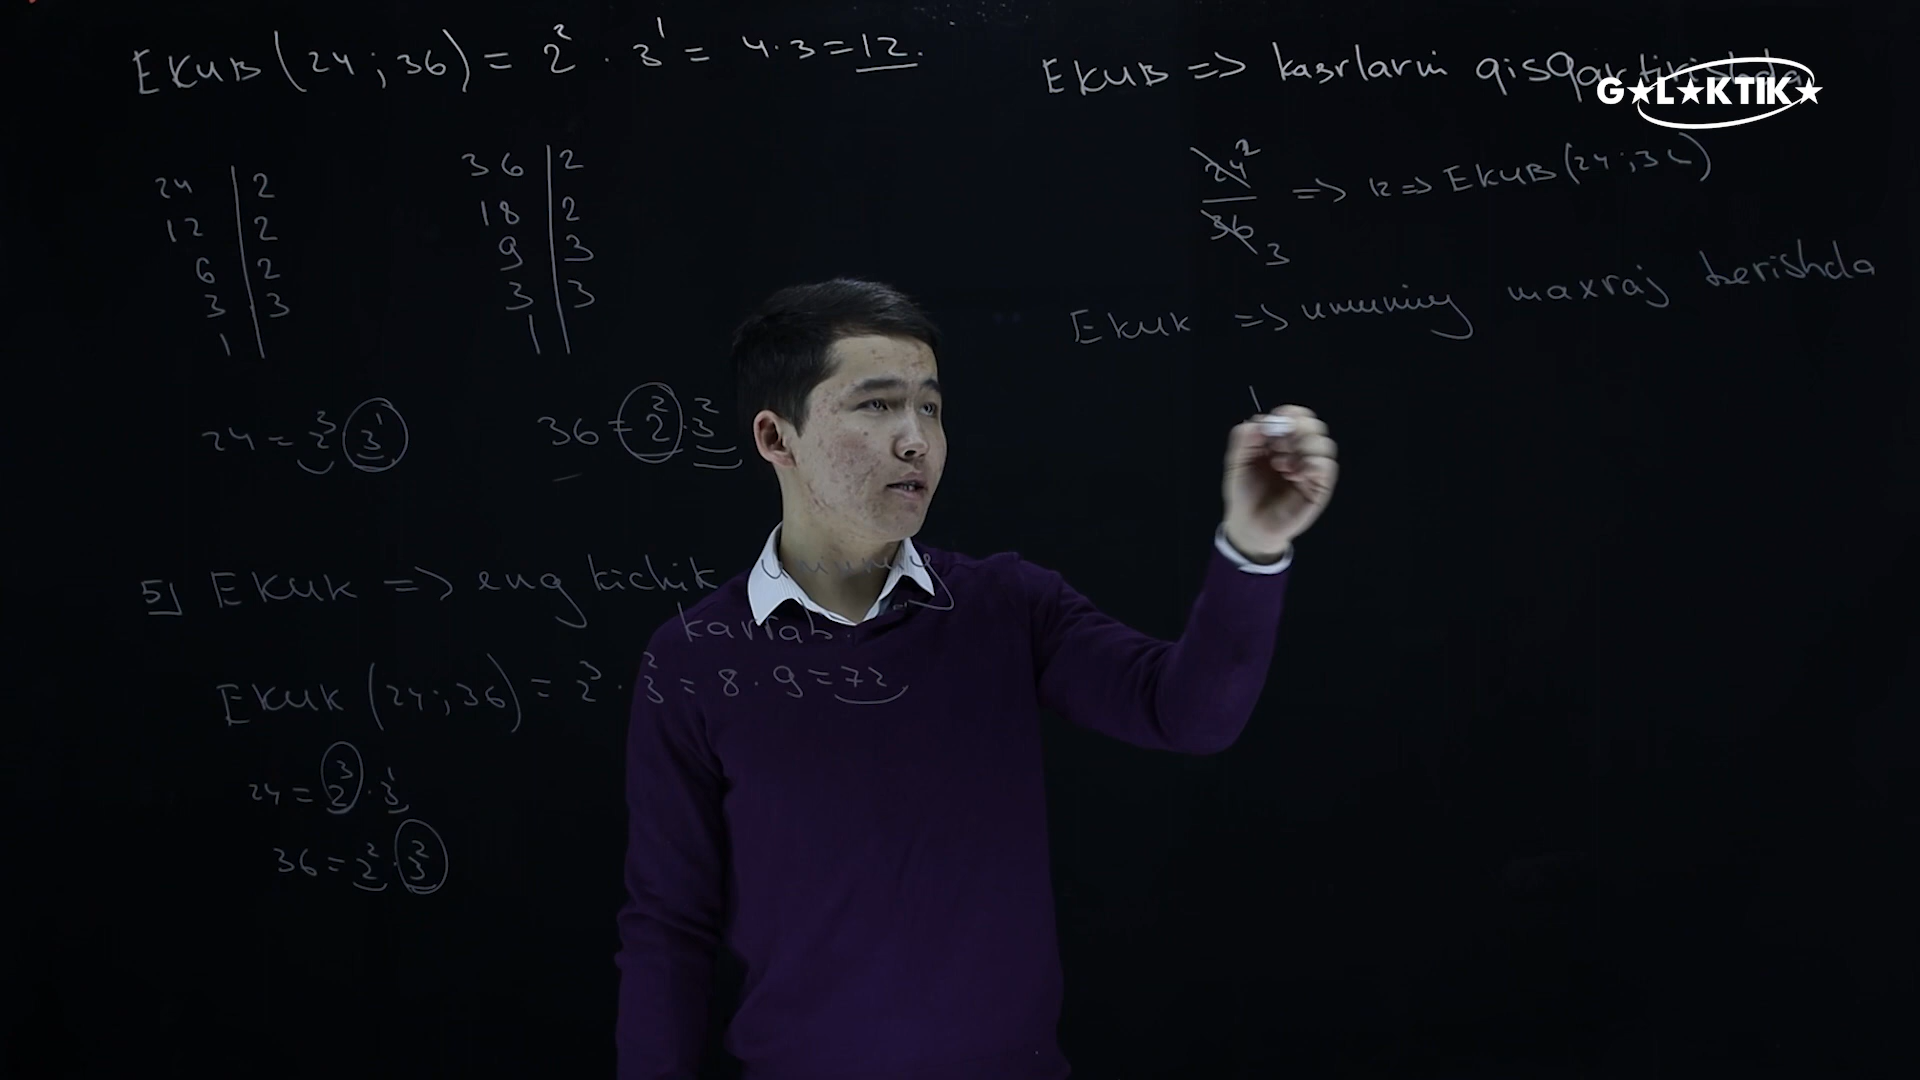 EKUB (24 ; 36) = 2² · 3¹ = 4 · 3 = 12.
24 | 2
12 | 2
6 | 2
3 | 3
1 |
36 | 2
18 | 2
9 | 3
3 | 3
1 |
24 = 2³ 3¹
36 = 2² · 3²
5] EKUK => eng kichik umumiy
karrali.
EKUK (24 ; 36) = 2³ · 3² = 8 · 9 = 72
24 = 2³ · 3¹
36 = 2² · 3²
EKUB => kasrlarni qisqartirishda
GALAKTIKA
24 2
36 3
=> 12 => EKUB (24 ; 36)
EKUK => umumiy maxraj berishda